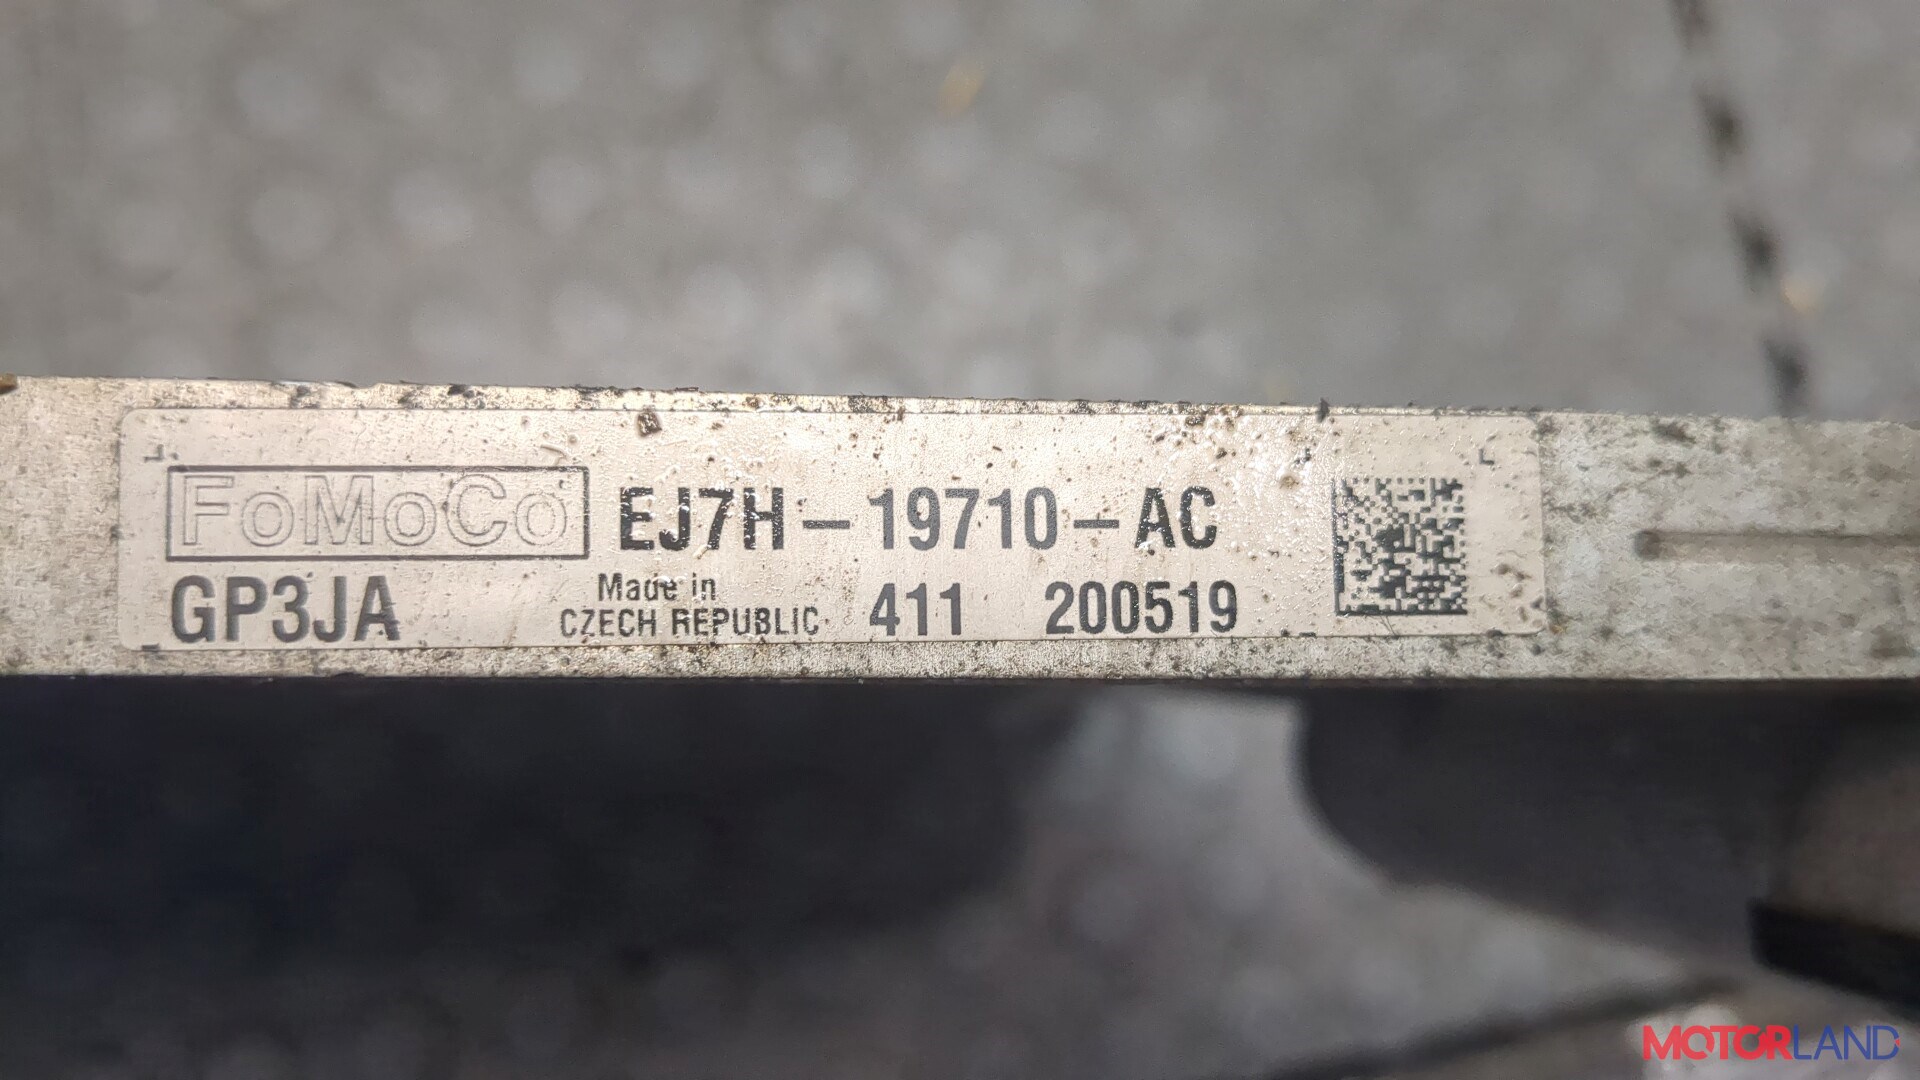 FoMoCo EJ7H-19710-AC
GP3JA Made in CZECH REPUBLIC 411 200519
MOTORLAND